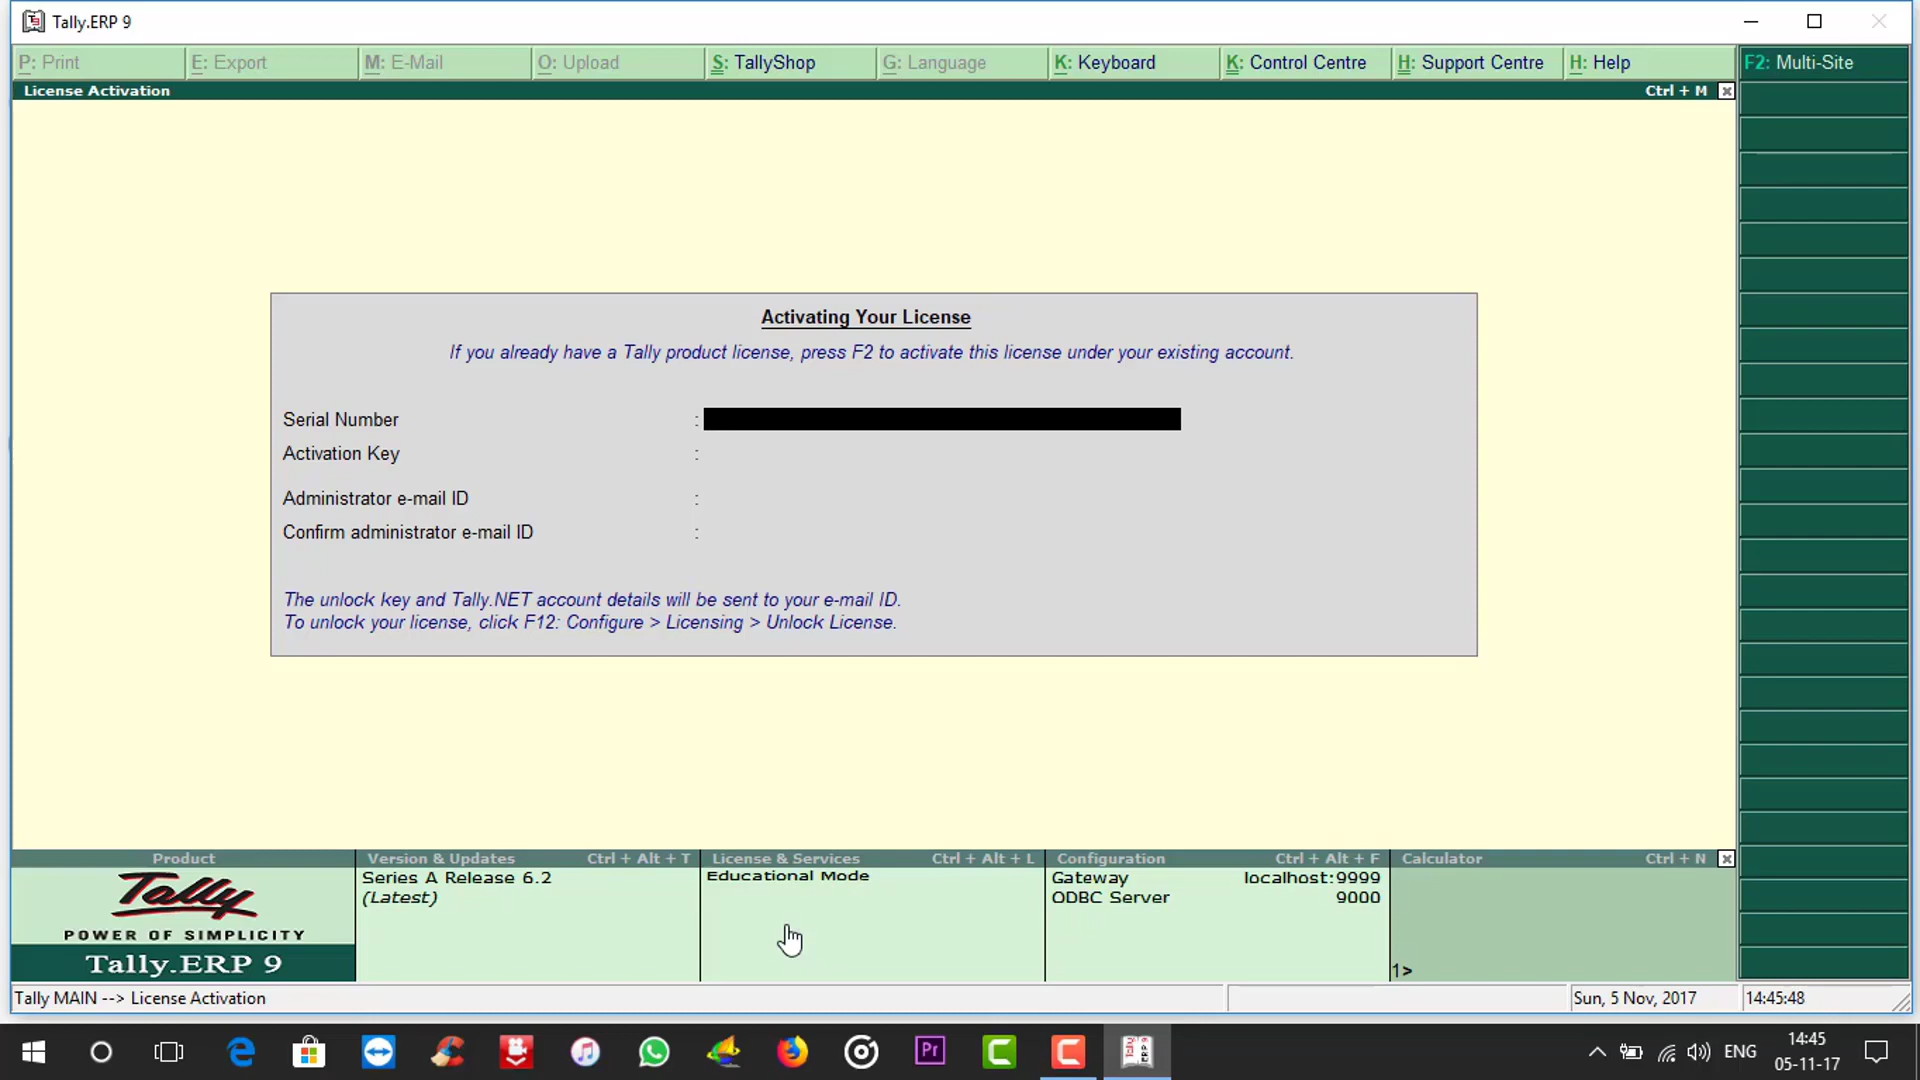 Tally.ERP 9
P: Print E: Export M: E-Mail O: Upload S: TallyShop G: Language K: Keyboard K: Control Centre H: Support Centre H: Help F2: Multi-Site
License Activation Ctrl + M
Activating Your License
If you already have a Tally product license, press F2 to activate this license under your existing account.
Serial Number :
Activation Key :
Administrator e-mail ID :
Confirm administrator e-mail ID :
The unlock key and Tally.NET account details will be sent to your e-mail ID.
To unlock your license, click F12: Configure > Licensing > Unlock License.
Product Version & Updates Ctrl + Alt + T License & Services Ctrl + Alt + L Configuration Ctrl + Alt + F Calculator Ctrl + N
Tally
POWER OF SIMPLICITY
Tally.ERP 9
Series A Release 6.2
(Latest)
Educational Mode
Gateway localhost:9999
ODBC Server 9000
1>
Tally MAIN --> License Activation Sun, 5 Nov, 2017 14:45:48
Pr
ENG
14:45
05-11-17